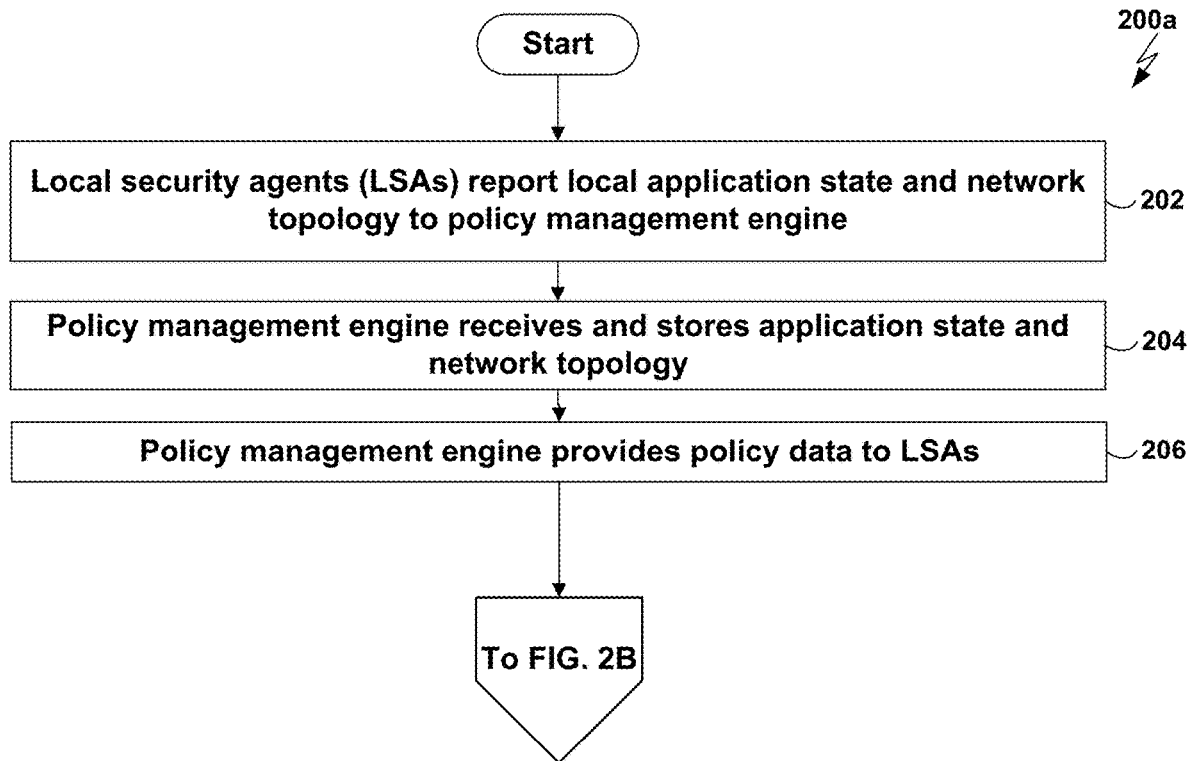 200a
Start
Local security agents (LSAs) report local application state and network
topology to policy management engine
202
Policy management engine receives and stores application state and
network topology
204
Policy management engine provides policy data to LSAs
206
To FIG. 2B